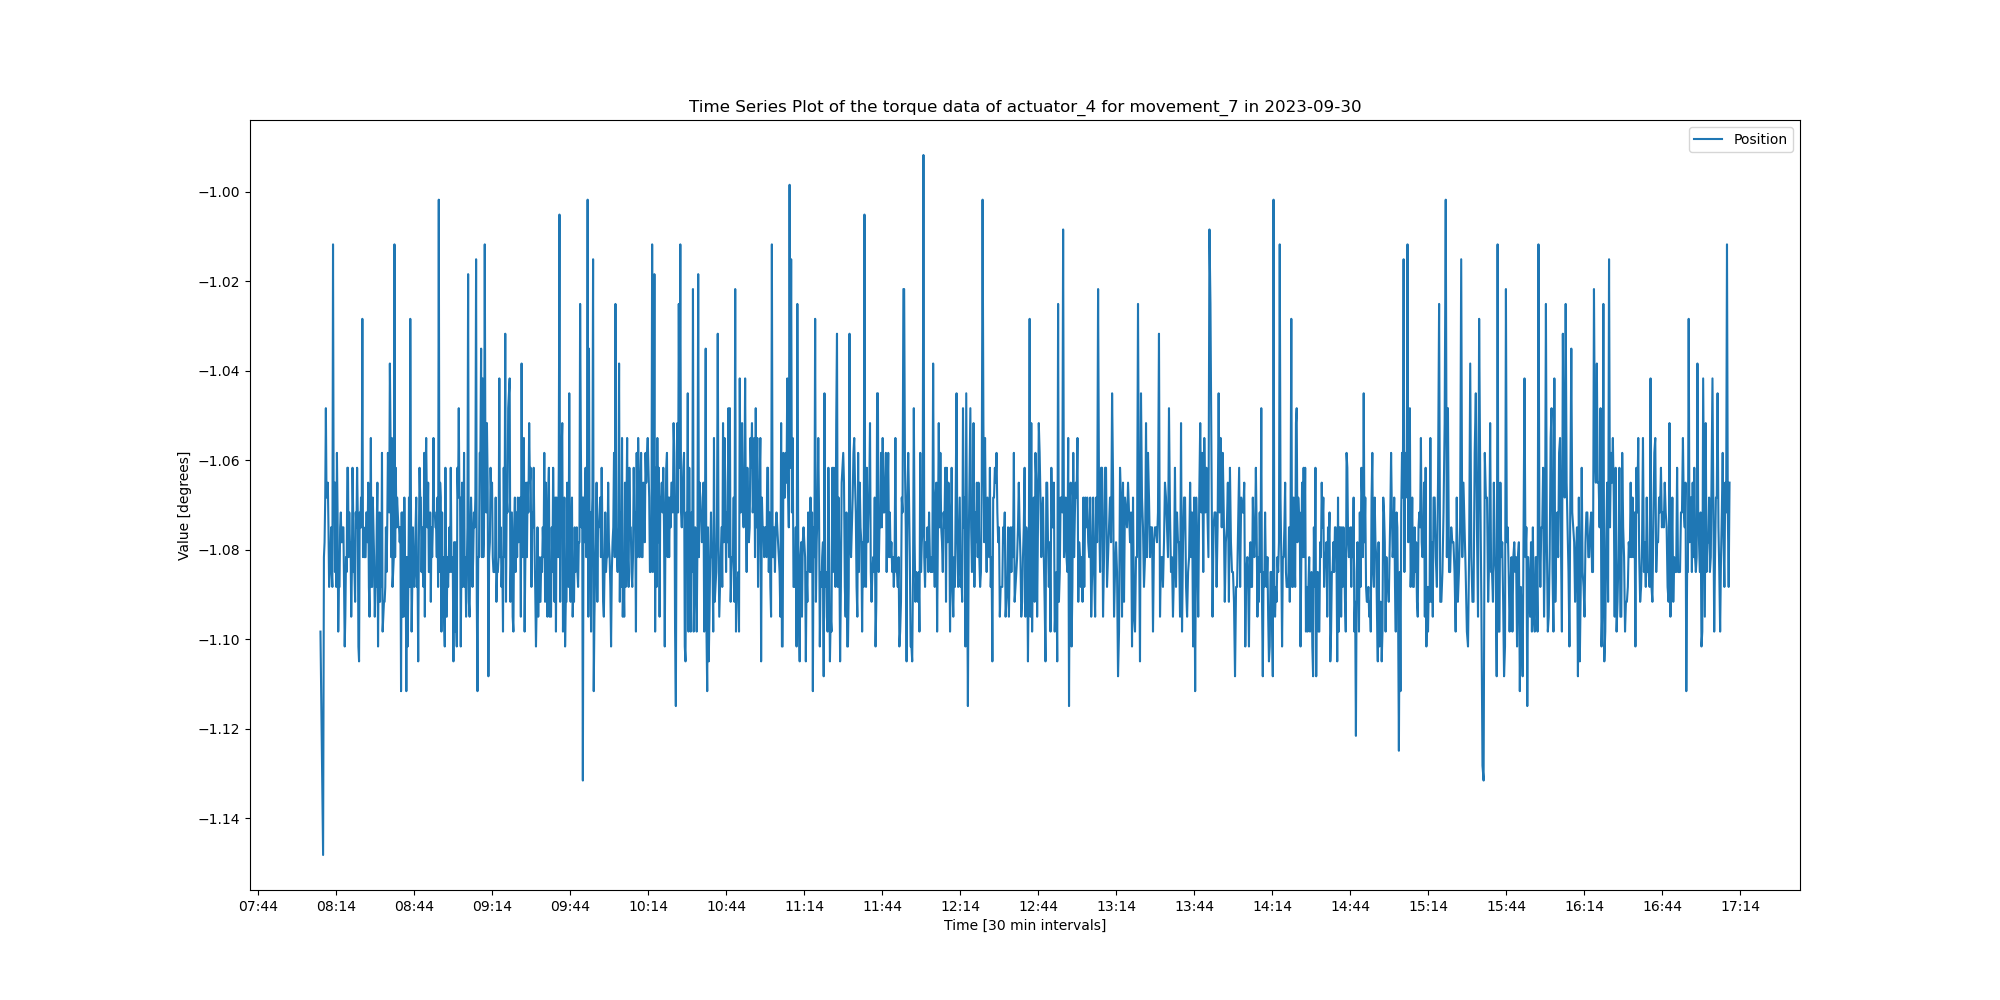 Time Series Plot of the torque data of actuator_4 for movement_7 in 2023-09-30
Position
Value [degrees]
−1.00
−1.02
−1.04
−1.06
−1.08
−1.10
−1.12
−1.14
07:44 08:14 08:44 09:14 09:44 10:14 10:44 11:14 11:44 12:14 12:44 13:14 13:44 14:14 14:44 15:14 15:44 16:14 16:44 17:14
Time [30 min intervals]